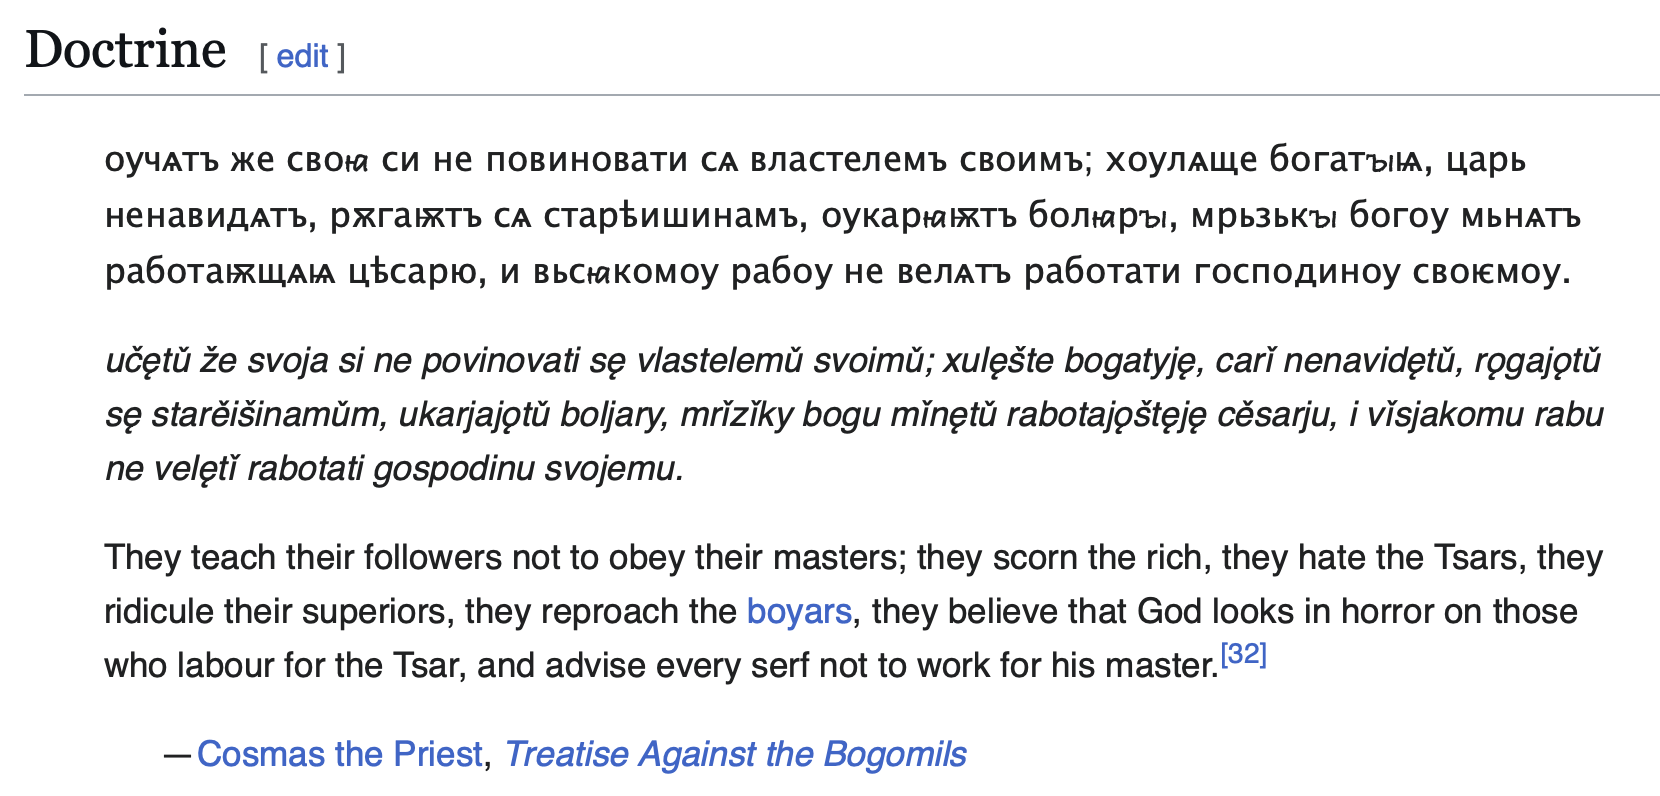 Doctrine [ edit ]
оучѧтъ же своꙗ си не повиновати сѧ властелемъ своимъ; хоулѧще богатꙑѩ, царь
ненавидѧтъ, рѫгаѭтъ сѧ старѣишинамъ, оукарꙗѭтъ болꙗрꙑ, мрьзькꙑ богоу мьнѧтъ
работаѭщѧѩ цѣсарю, и вьсꙗкомоу рабоу не велѧтъ работати господиноу своѥмоу.
učętŭ že svoja si ne povinovati sę vlastelemŭ svoimŭ; xulęšte bogatyję, carĭ nenavidętŭ, rǫgajǫtŭ
sę starěišinamŭm, ukarjajǫtŭ boljary, mrĭzĭky bogu mĭnętŭ rabotajǫštęję cěsarju, i vĭsjakomu rabu
ne velętĭ rabotati gospodinu svojemu.
They teach their followers not to obey their masters; they scorn the rich, they hate the Tsars, they
ridicule their superiors, they reproach the boyars, they believe that God looks in horror on those
who labour for the Tsar, and advise every serf not to work for his master.[32]
— Cosmas the Priest, Treatise Against the Bogomils